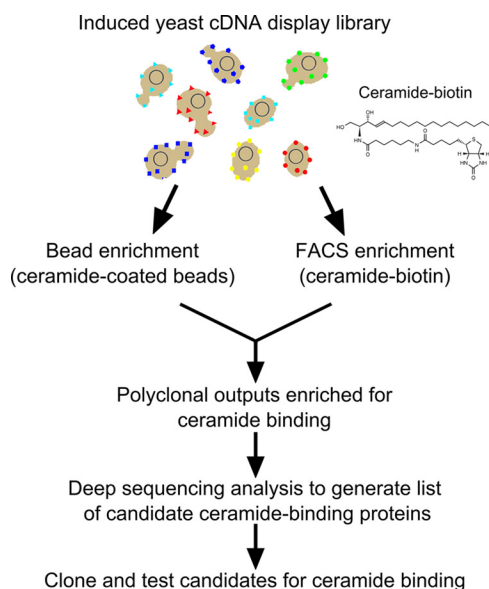 Induced yeast cDNA display library
Ceramide-biotin
OH
HO
HN
O
N
H
O
S
H
H
HN
NH
O
Bead enrichment
(ceramide-coated beads)
FACS enrichment
(ceramide-biotin)
Polyclonal outputs enriched for
ceramide binding
Deep sequencing analysis to generate list
of candidate ceramide-binding proteins
Clone and test candidates for ceramide binding